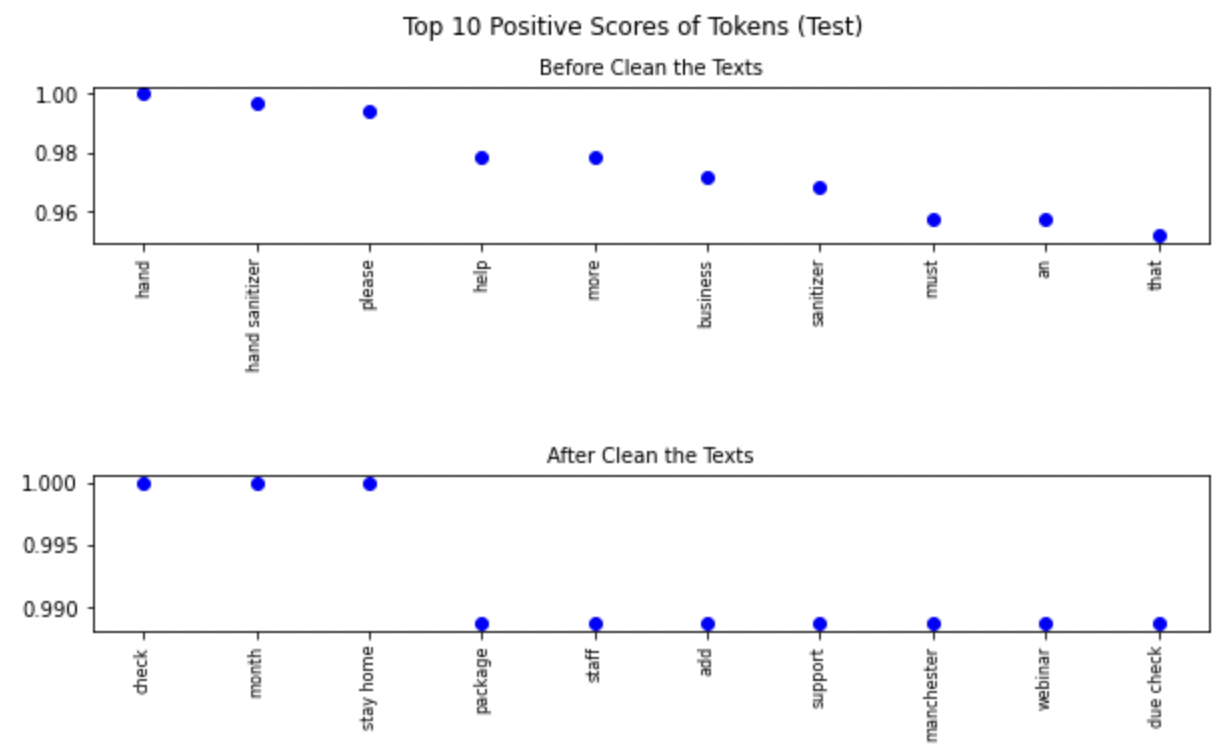 Top 10 Positive Scores of Tokens (Test)
Before Clean the Texts
1.00
0.98
0.96
hand
hand sanitizer
please
help
more
business
sanitizer
must
an
that
After Clean the Texts
1.000
0.995
0.990
check
month
stay home
package
staff
add
support
manchester
webinar
due check